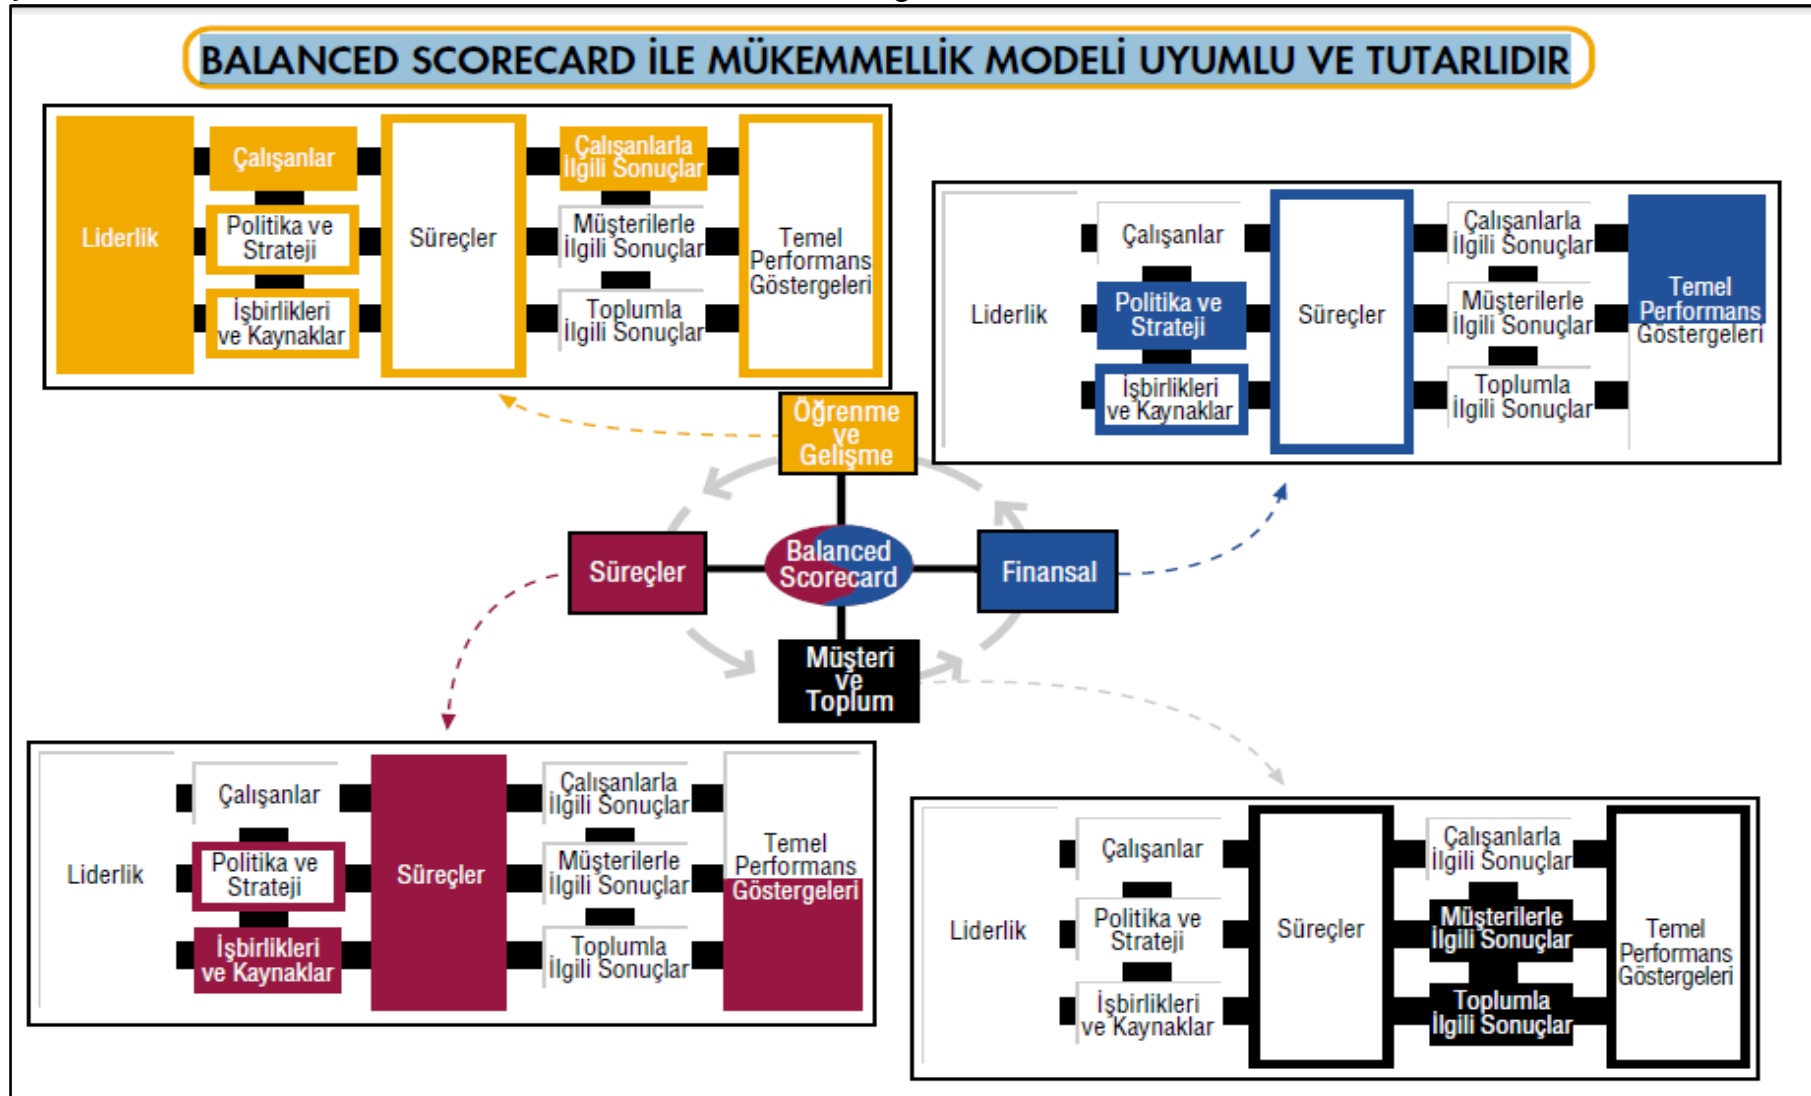 BALANCED SCORECARD İLE MÜKEMMELLİK MODELİ UYUMLU VE TUTARLIDIR
Liderlik
Çalışanlar
Politika ve
Strateji
İşbirlikleri
ve Kaynaklar
Süreçler
Çalışanlarla
İlgili Sonuçlar
Müşterilerle
İlgili Sonuçlar
Toplumla
İlgili Sonuçlar
Temel
Performans
Göstergeleri
Liderlik
Çalışanlar
Politika ve
Strateji
İşbirlikleri
ve Kaynaklar
Süreçler
Çalışanlarla
İlgili Sonuçlar
Müşterilerle
İlgili Sonuçlar
Toplumla
İlgili Sonuçlar
Temel
Performans
Göstergeleri
Öğrenme
ve
Gelişme
Süreçler
Balanced
Scorecard
Finansal
Müşteri
ve
Toplum
Liderlik
Çalışanlar
Politika ve
Strateji
İşbirlikleri
ve Kaynaklar
Süreçler
Çalışanlarla
İlgili Sonuçlar
Müşterilerle
İlgili Sonuçlar
Toplumla
İlgili Sonuçlar
Temel
Performans
Göstergeleri
Liderlik
Çalışanlar
Politika ve
Strateji
İşbirlikleri
ve Kaynaklar
Süreçler
Çalışanlarla
İlgili Sonuçlar
Müşterilerle
İlgili Sonuçlar
Toplumla
İlgili Sonuçlar
Temel
Performans
Göstergeleri